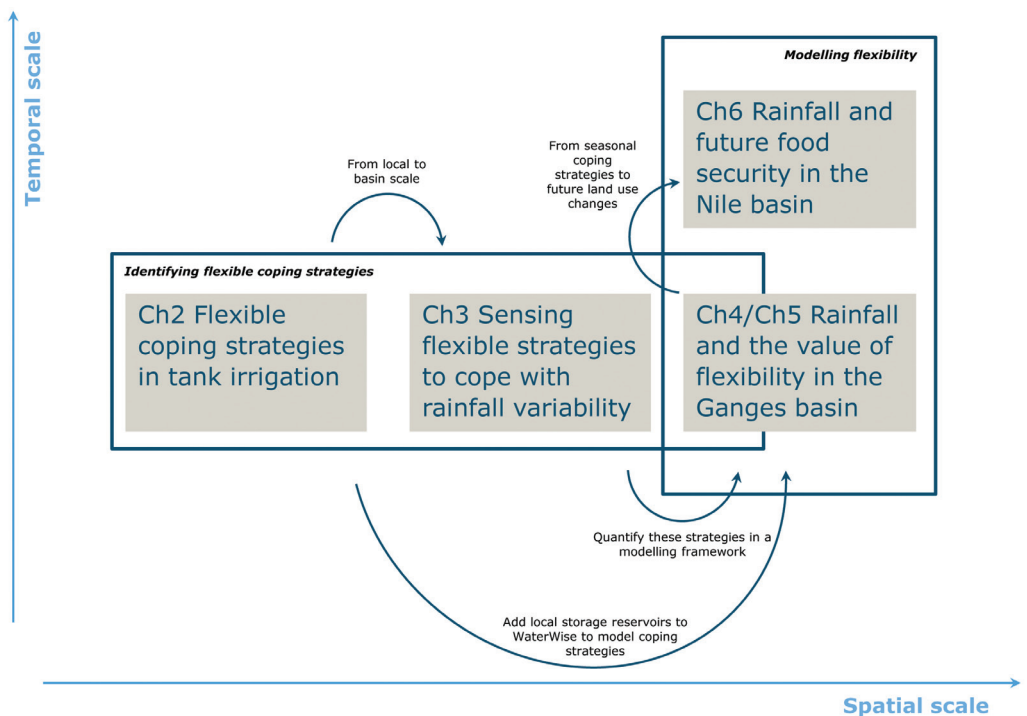 Temporal scale
Modelling flexibility
Ch6 Rainfall and
future food
security in the
Nile basin
From seasonal
coping
strategies to
future land use
changes
From local to
basin scale
Identifying flexible coping strategies
Ch2 Flexible
coping strategies
in tank irrigation
Ch3 Sensing
flexible strategies
to cope with
rainfall variability
Ch4/Ch5 Rainfall
and the value of
flexibility in the
Ganges basin
Quantify these strategies in a
modelling framework
Add local storage reservoirs to
WaterWise to model coping
strategies
Spatial scale